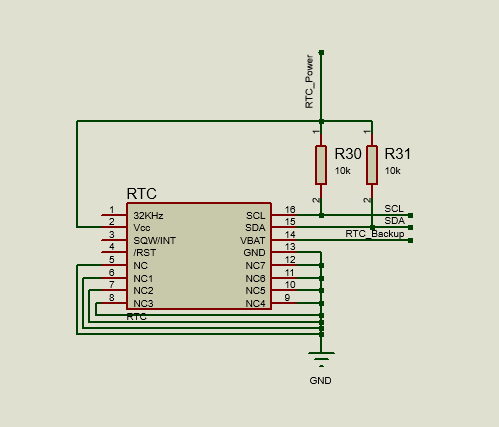 RTC_Power
1 1
R30 R31
10k 10k
2 2
RTC
1 32KHz SCL 16 SCL
2 Vcc SDA 15 SDA
3 SQW/INT VBAT 14 RTC_Backup
4 /RST GND 13
5 NC NC7 12
6 NC1 NC6 11
7 NC2 NC5 10
8 NC3 NC4 9
RTC
GND